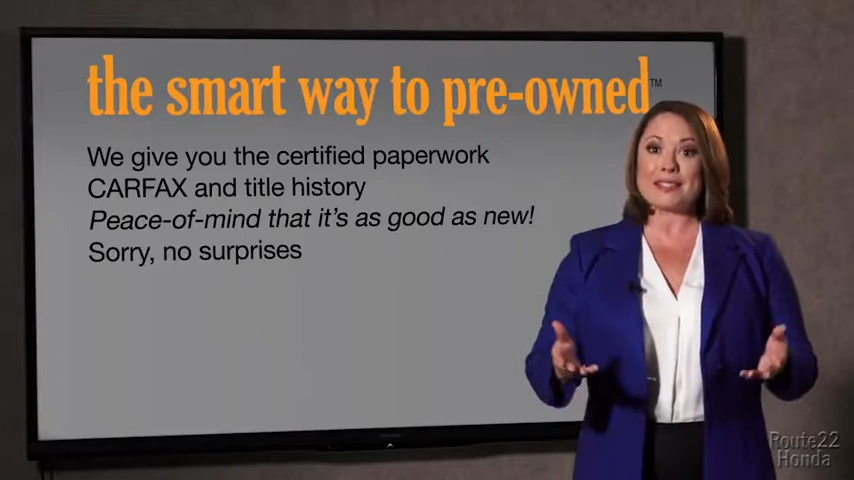 the smart way to pre-owned™
We give you the certified paperwork
CARFAX and title history
Peace-of-mind that it's as good as new!
Sorry, no surprises
Route22
Honda